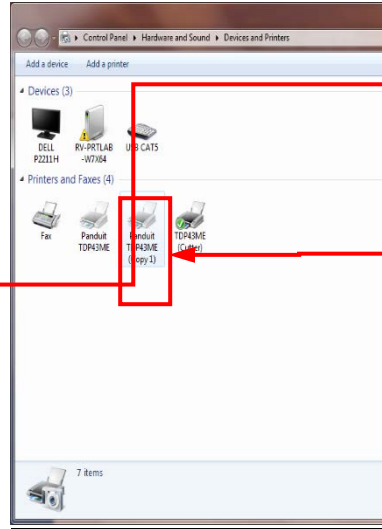 Control Panel ▸ Hardware and Sound ▸ Devices and Printers
Add a device Add a printer
Devices (3)
DELL P2211H
RV-PRTLAB -W7X64
USB CAT5
Printers and Faxes (4)
Fax
Panduit TDP43ME
Panduit TDP43ME (Copy 1)
TDP43ME (Cutter)
7 items